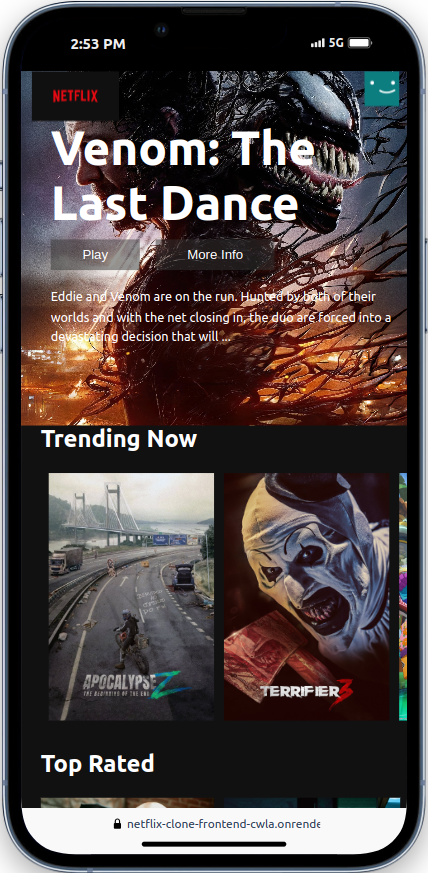 2:53 PM
5G
NETFLIX
Venom: The
Last Dance
Play
More Info
Eddie and Venom are on the run. Hunted by both of their
worlds and with the net closing in, the duo are forced into a
devastating decision that will ...
Trending Now
APOCALYPSE Z
THE BEGINNING OF THE END
TERRIFIER 3
Top Rated
netflix-clone-frontend-cwla.onrende